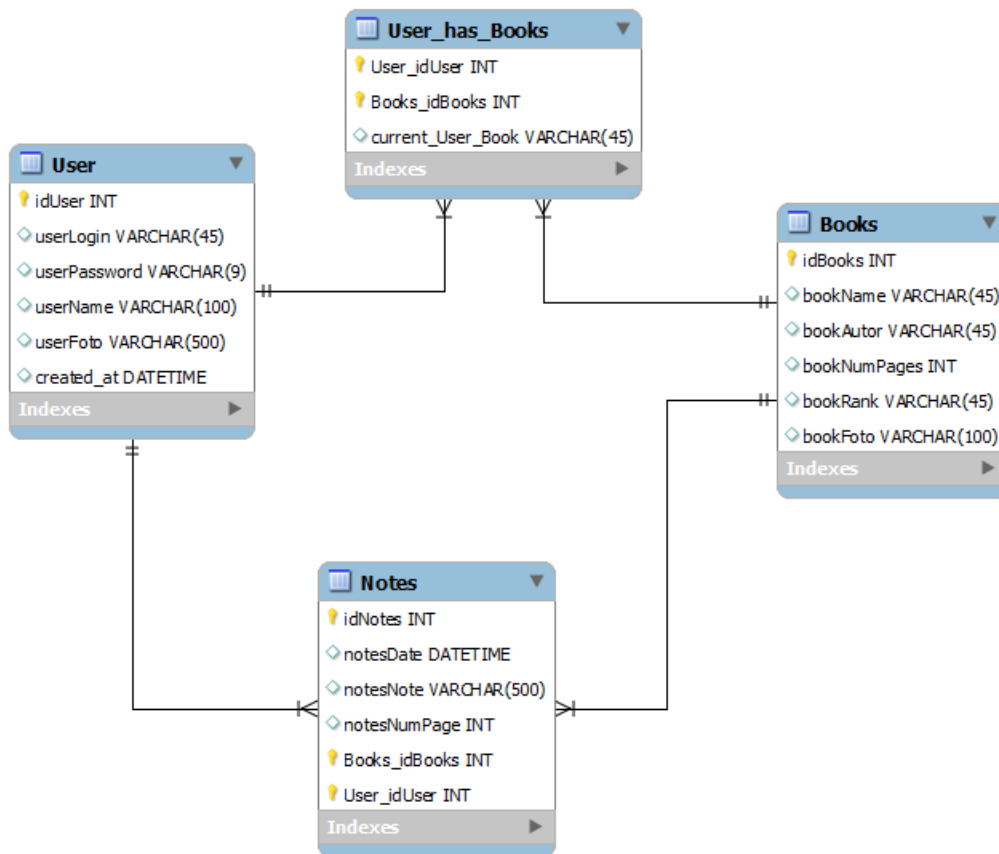 User_has_Books
User_idUser INT
Books_idBooks INT
current_User_Book VARCHAR(45)
Indexes
User
idUser INT
userLogin VARCHAR(45)
userPassword VARCHAR(9)
userName VARCHAR(100)
userFoto VARCHAR(500)
created_at DATETIME
Indexes
Books
idBooks INT
bookName VARCHAR(45)
bookAutor VARCHAR(45)
bookNumPages INT
bookRank VARCHAR(45)
bookFoto VARCHAR(100)
Indexes
Notes
idNotes INT
notesDate DATETIME
notesNote VARCHAR(500)
notesNumPage INT
Books_idBooks INT
User_idUser INT
Indexes